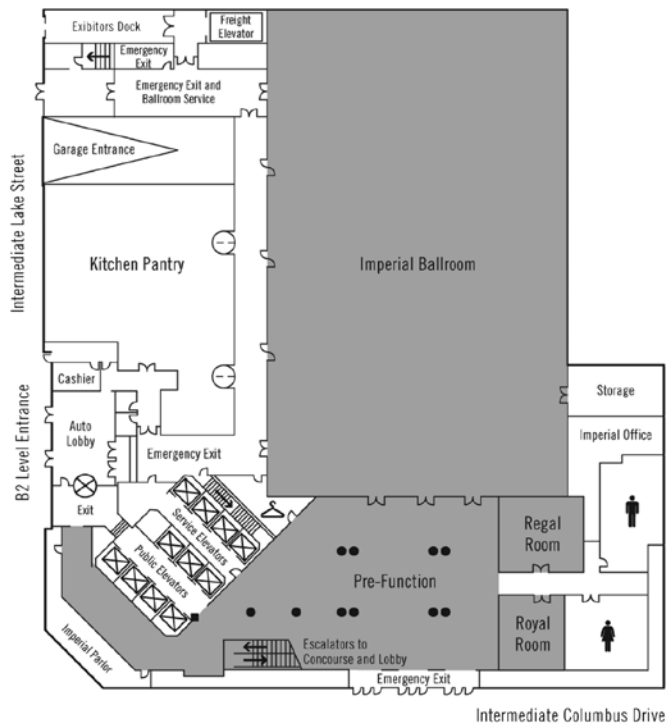 Exibitors Dock
Freight
Elevator
Emergency
Exit
Emergency Exit and
Ballroom Service
Garage Entrance
Intermediate Lake Street
Kitchen Pantry
Imperial Ballroom
B2 Level Entrance
Cashier
Storage
Auto
Lobby
Imperial Office
Emergency Exit
Exit
Service Elevators
Public Elevators
Regal
Room
Pre-Function
Royal
Room
Imperial Parlor
Escalators to
Concourse and Lobby
Emergency Exit
Intermediate Columbus Drive